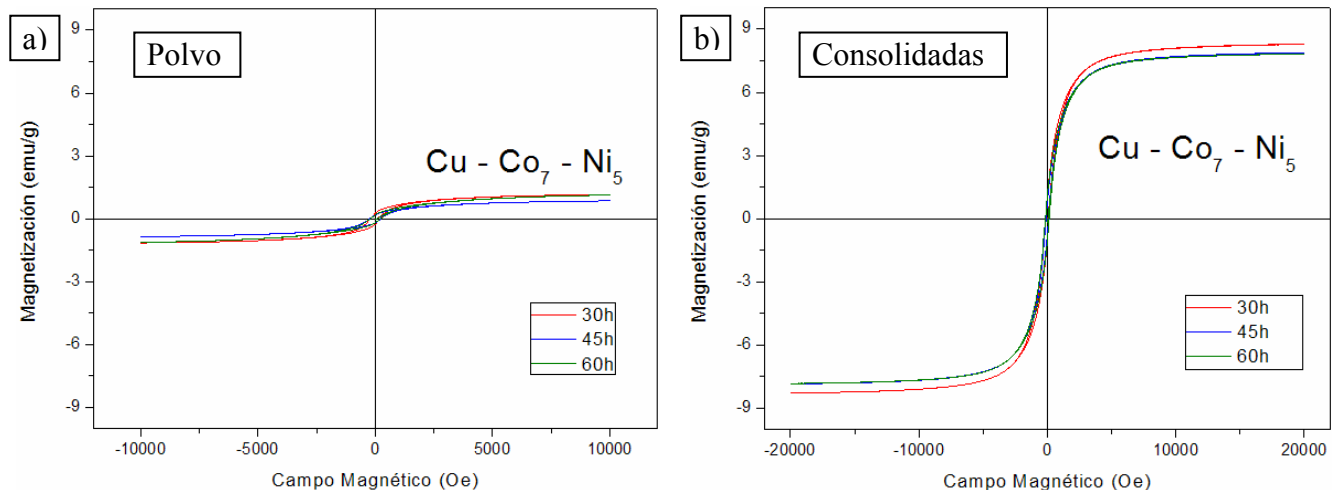 a)
Polvo
Magnetización (emu/g)
9
6
3
0
-3
-6
-9
Cu - Co₇ - Ni₅
30h
45h
60h
-10000 -5000 0 5000 10000
Campo Magnético (Oe)
b)
Consolidadas
Magnetización (emu/g)
9
6
3
0
-3
-6
-9
Cu - Co₇ - Ni₅
30h
45h
60h
-20000 -10000 0 10000 20000
Campo Magnético (Oe)